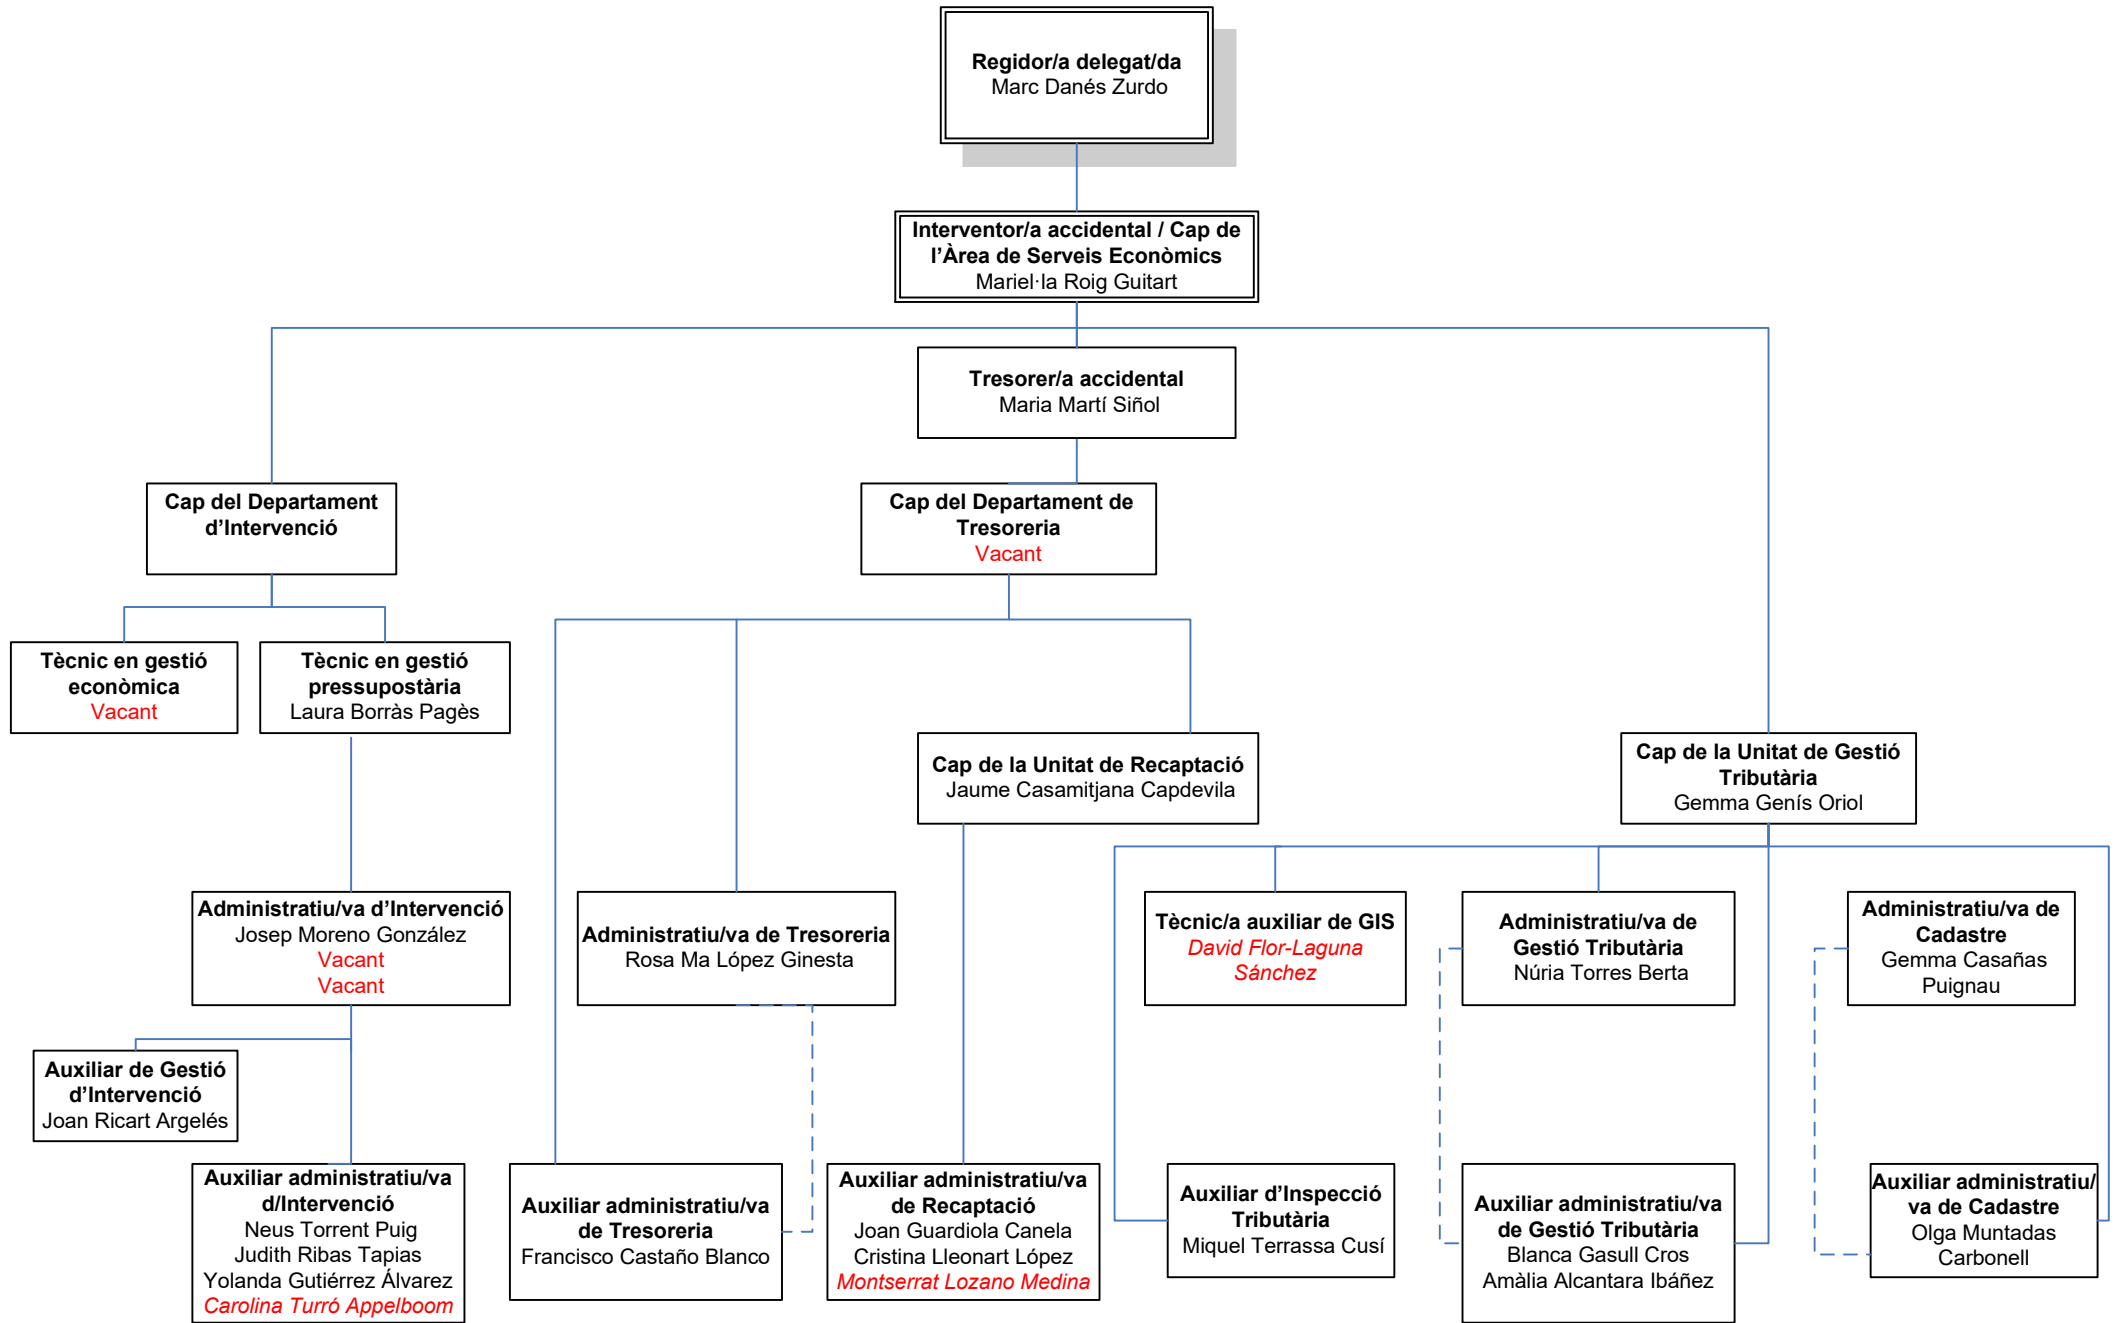 Regidor/a delegat/da
Marc Danés Zurdo
Interventor/a accidental / Cap de
l’Àrea de Serveis Econòmics
Mariel·la Roig Guitart
Tresorer/a accidental
Maria Martí Siñol
Cap del Departament
d’Intervenció
Cap del Departament de
Tresoreria
Vacant
Tècnic en gestió
econòmica
Vacant
Tècnic en gestió
pressupostària
Laura Borràs Pagès
Cap de la Unitat de Recaptació
Jaume Casamitjana Capdevila
Cap de la Unitat de Gestió
Tributària
Gemma Genís Oriol
Administratiu/va d’Intervenció
Josep Moreno González
Vacant
Vacant
Administratiu/va de Tresoreria
Rosa Ma López Ginesta
Tècnic/a auxiliar de GIS
David Flor-Laguna
Sánchez
Administratiu/va de
Gestió Tributària
Núria Torres Berta
Administratiu/va de
Cadastre
Gemma Casañas
Puignau
Auxiliar de Gestió
d’Intervenció
Joan Ricart Argelés
Auxiliar administratiu/va
d/Intervenció
Neus Torrent Puig
Judith Ribas Tapias
Yolanda Gutiérrez Álvarez
Carolina Turró Appelboom
Auxiliar administratiu/va
de Tresoreria
Francisco Castaño Blanco
Auxiliar administratiu/va
de Recaptació
Joan Guardiola Canela
Cristina Lleonart López
Montserrat Lozano Medina
Auxiliar d’Inspecció
Tributària
Miquel Terrassa Cusí
Auxiliar administratiu/va
de Gestió Tributària
Blanca Gasull Cros
Amàlia Alcantara Ibáñez
Auxiliar administratiu/
va de Cadastre
Olga Muntadas
Carbonell